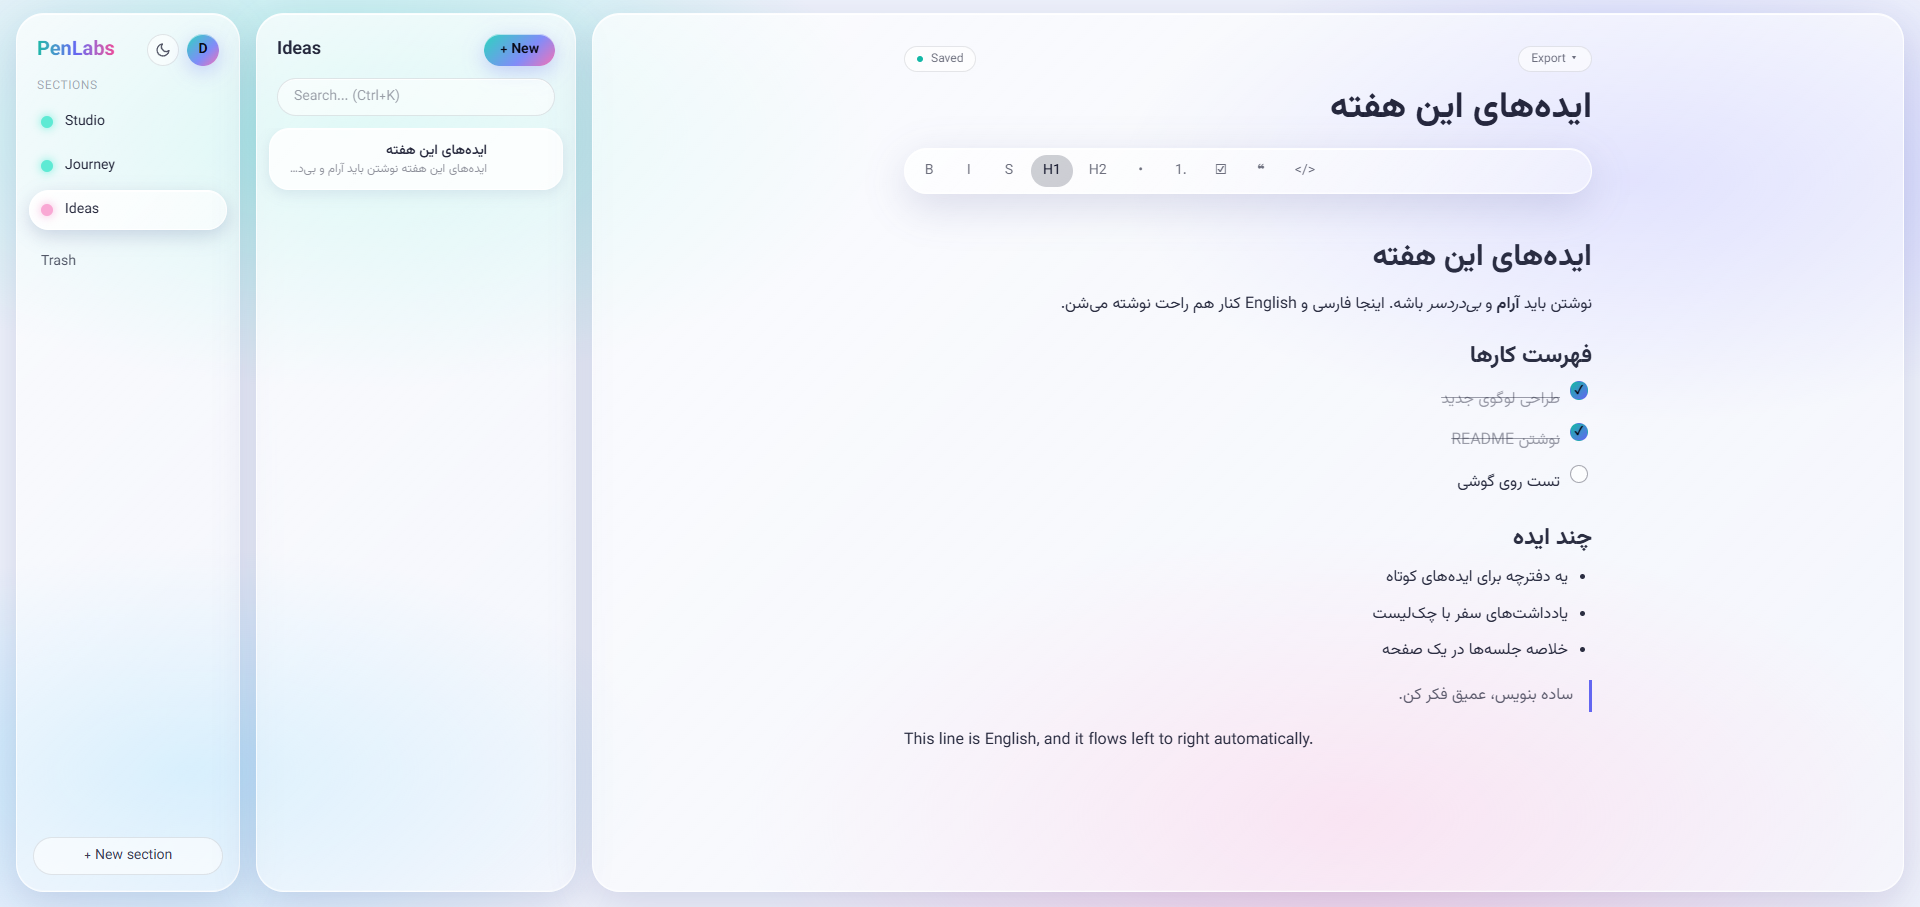 PenLabs
D
SECTIONS
Studio
Journey
Ideas
Trash
+ New section
Ideas
+ New
Search... (Ctrl+K)
ایده‌های این هفته
ایده‌های این هفته نوشتن باید آرام و بی‌د...
Saved
Export
ایده‌های این هفته
B I S H1 H2 • 1. ☑ ❝ </>
ایده‌های این هفته
نوشتن باید آرام و بی‌دردسر باشه. اینجا فارسی و English کنار هم راحت نوشته می‌شن.
فهرست کارها
طراحی لوگوی جدید
نوشتن README
تست روی گوشی
چند ایده
• یه دفترچه برای ایده‌های کوتاه
• یادداشت‌های سفر با چک‌لیست
• خلاصه جلسه‌ها در یک صفحه
ساده بنویس، عمیق فکر کن.
This line is English, and it flows left to right automatically.